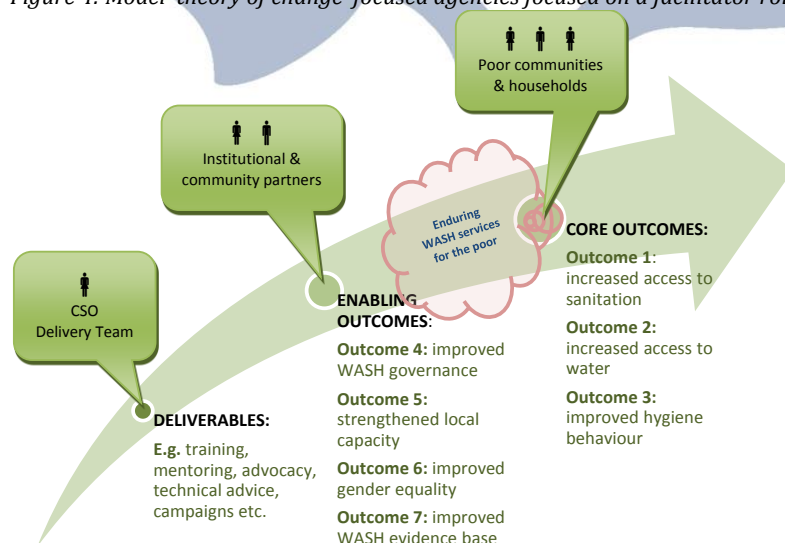 Figure 1: Model 'theory of change' focused agencies focused on a facilitator
Poor communities
& households
Institutional &
community partners
Enduring
WASH services
for the poor
CSO
Delivery Team
CORE OUTCOMES:
Outcome 1:
increased access to
sanitation
Outcome 2:
increased access to
water
Outcome 3:
improved hygiene
behaviour
ENABLING
OUTCOMES:
Outcome 4: improved
WASH governance
Outcome 5:
strengthened local
capacity
Outcome 6: improved
gender equality
Outcome 7: improved
WASH evidence base
DELIVERABLES:
E.g. training,
mentoring, advocacy,
technical advice,
campaigns etc.